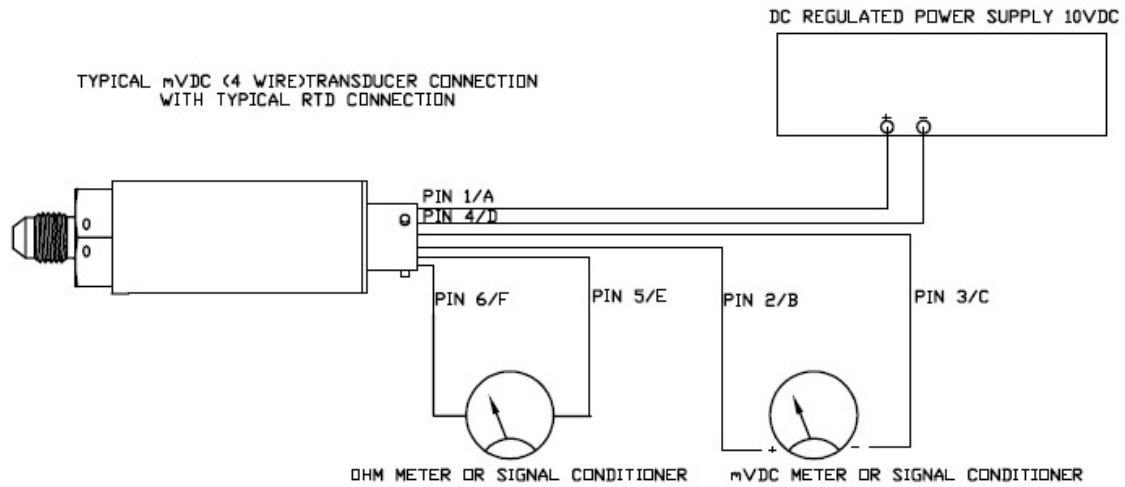 DC REGULATED POWER SUPPLY 10VDC
TYPICAL mVDC (4 WIRE)TRANSDUCER CONNECTION
WITH TYPICAL RTD CONNECTION
+ -
PIN 1/A
PIN 4/D
PIN 6/F
PIN 5/E
PIN 2/B
PIN 3/C
+ -
OHM METER OR SIGNAL CONDITIONER
mVDC METER OR SIGNAL CONDITIONER